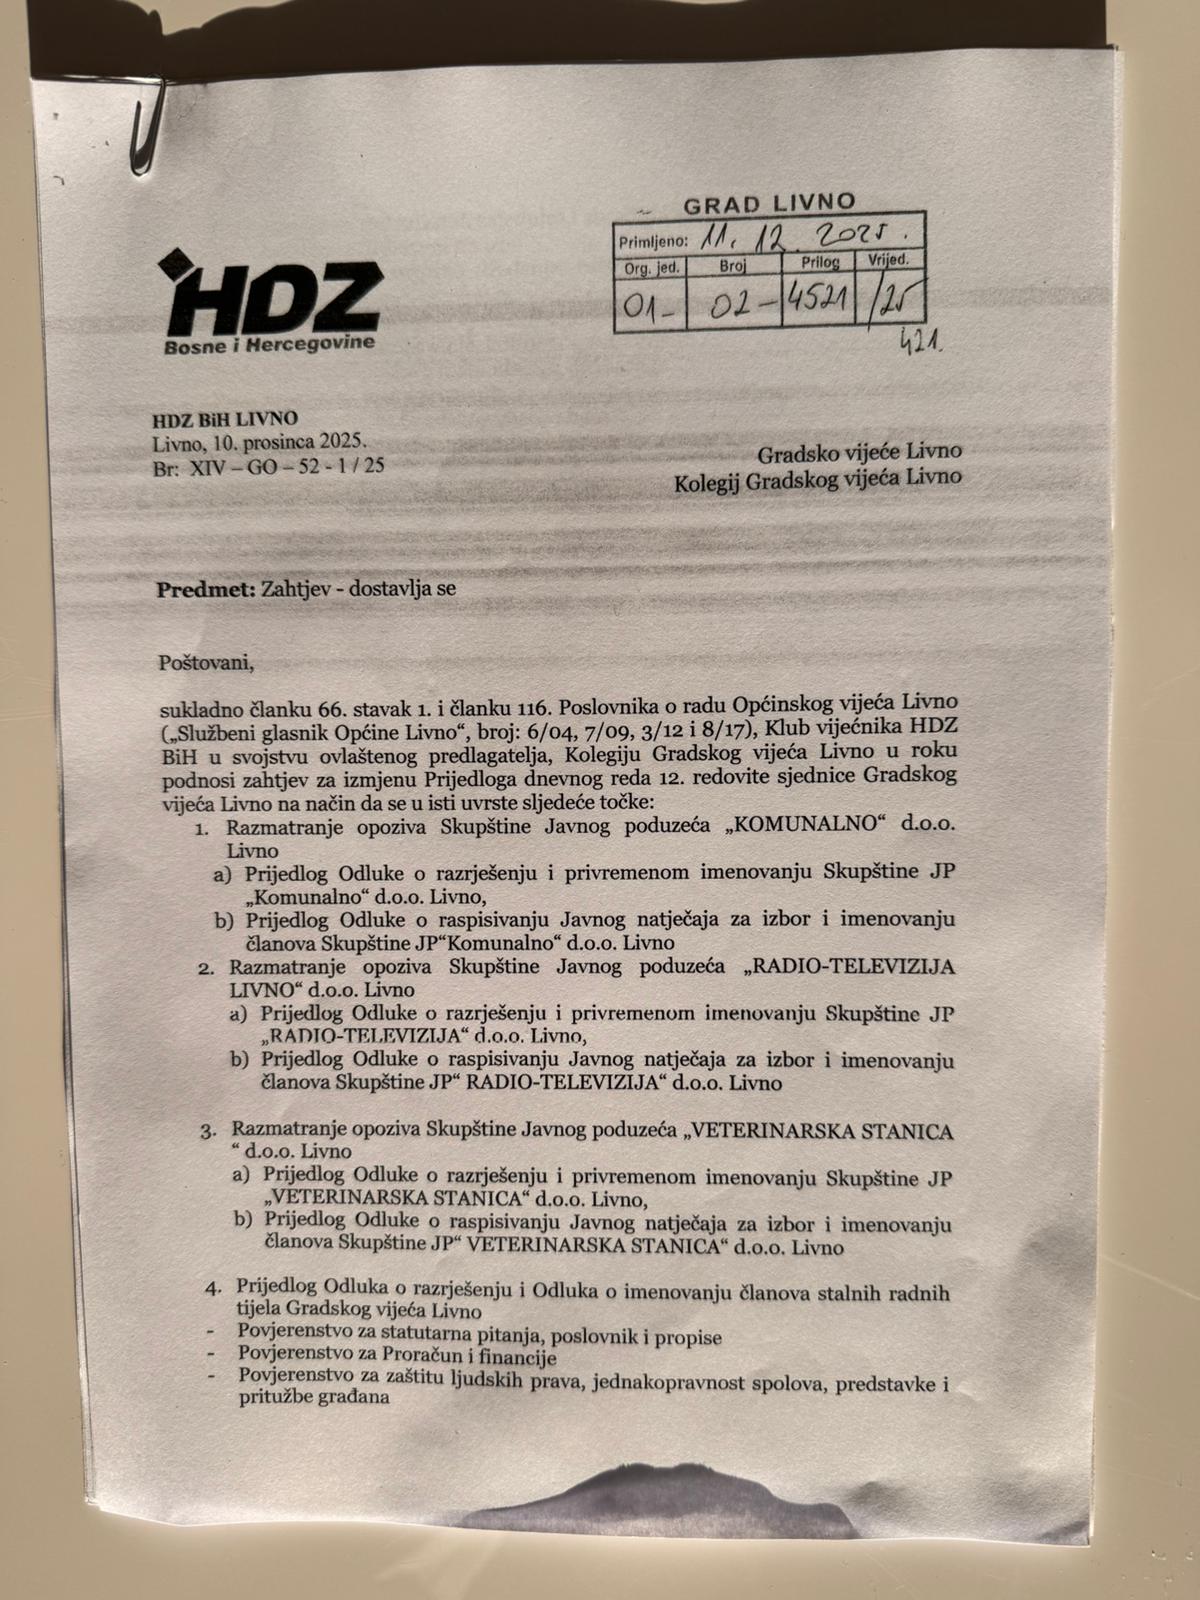 GRAD LIVNO
Primljeno: 11. 12. 2025.
Org. jed. Broj Prilog Vrijed.
01- 02- 4521 /25
421.
HDZ
Bosne i Hercegovine
HDZ BiH LIVNO
Livno, 10. prosinca 2025.
Br: XIV – GO – 52 - 1 / 25
Gradsko vijeće Livno
Kolegij Gradskog vijeća Livno
Predmet: Zahtjev - dostavlja se
Poštovani,
sukladno članku 66. stavak 1. i članku 116. Poslovnika o radu Općinskog vijeća Livno
(„Službeni glasnik Općine Livno“, broj: 6/04, 7/09, 3/12 i 8/17), Klub vijećnika HDZ
BiH u svojstvu ovlaštenog predlagatelja, Kolegiju Gradskog vijeća Livno u roku
podnosi zahtjev za izmjenu Prijedloga dnevnog reda 12. redovite sjednice Gradskog
vijeća Livno na način da se u isti uvrste sljedeće točke:
1. Razmatranje opoziva Skupštine Javnog poduzeća „KOMUNALNO“ d.o.o.
Livno
a) Prijedlog Odluke o razrješenju i privremenom imenovanju Skupštine JP
„Komunalno“ d.o.o. Livno,
b) Prijedlog Odluke o raspisivanju Javnog natječaja za izbor i imenovanju
članova Skupštine JP“Komunalno“ d.o.o. Livno
2. Razmatranje opoziva Skupštine Javnog poduzeća „RADIO-TELEVIZIJA
LIVNO“ d.o.o. Livno
a) Prijedlog Odluke o razrješenju i privremenom imenovanju Skupštine JP
„RADIO-TELEVIZIJA“ d.o.o. Livno,
b) Prijedlog Odluke o raspisivanju Javnog natječaja za izbor i imenovanju
članova Skupštine JP“ RADIO-TELEVIZIJA“ d.o.o. Livno
3. Razmatranje opoziva Skupštine Javnog poduzeća „VETERINARSKA STANICA
“ d.o.o. Livno
a) Prijedlog Odluke o razrješenju i privremenom imenovanju Skupštine JP
„VETERINARSKA STANICA“ d.o.o. Livno,
b) Prijedlog Odluke o raspisivanju Javnog natječaja za izbor i imenovanju
članova Skupštine JP“ VETERINARSKA STANICA“ d.o.o. Livno
4. Prijedlog Odluka o razrješenju i Odluka o imenovanju članova stalnih radnih
tijela Gradskog vijeća Livno
- Povjerenstvo za statutarna pitanja, poslovnik i propise
- Povjerenstvo za Proračun i financije
- Povjerenstvo za zaštitu ljudskih prava, jednakopravnost spolova, predstavke i
pritužbe građana